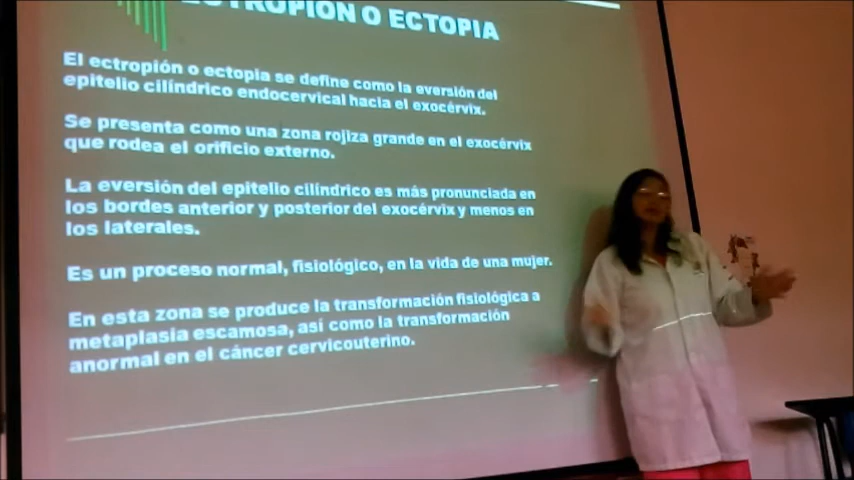 ECTROPIÓN O ECTOPIA
El ectropión o ectopia se define como la eversión del
epitelio cilíndrico endocervical hacia el exocérvix.
Se presenta como una zona rojiza grande en el exocérvix
que rodea el orificio externo.
La eversión del epitelio cilíndrico es más pronunciada en
los bordes anterior y posterior del exocérvix y menos en
los laterales.
Es un proceso normal, fisiológico, en la vida de una mujer.
En esta zona se produce la transformación fisiológica a
metaplasia escamosa, así como la transformación
anormal en el cáncer cervicouterino.